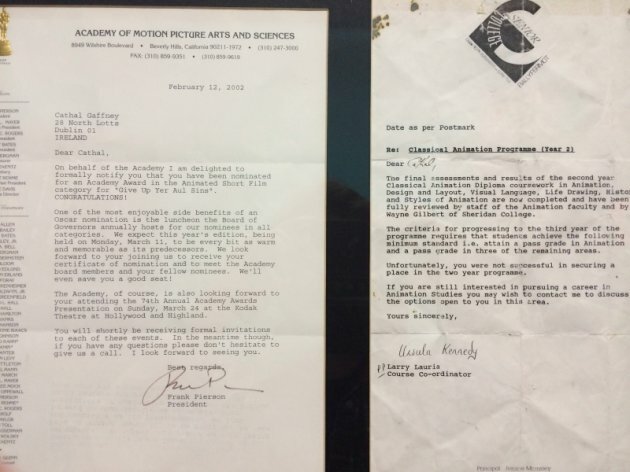 ACADEMY OF MOTION PICTURE ARTS AND SCIENCES
8949 Wilshire Boulevard • Beverly Hills, California 90211-1972 • (310) 247-3000
FAX: (310) 859-9351 • (310) 859-9619
February 12, 2002
Cathal Gaffney
28 North Lotts
Dublin 01
IRELAND
Dear Cathal,
On behalf of the Academy I am delighted to
formally notify you that you have been nominated
for an Academy Award in the Animated Short Film
category for "Give Up Yer Aul Sins".
CONGRATULATIONS!
One of the most enjoyable side benefits of an
Oscar nomination is the luncheon the Board of
Governors annually hosts for our nominees in all
categories. We expect this year's edition, being
held on Monday, March 11, to be every bit as warm
and memorable as its predecessors. We look
forward to your joining us to receive your
certificate of nomination and to meet the Academy
board members and your fellow nominees. We'll
even save you a good seat!
The Academy, of course, is also looking forward to
your attending the 74th Annual Academy Awards
Presentation on Sunday, March 24 at the Kodak
Theatre at Hollywood and Highland.
You will shortly be receiving formal invitations
to each of these events. In the meantime though,
if you have any questions please don't hesitate to
give us a call. I look forward to seeing you.
Best regards,
Frank Pierson
President
SENIOR
COLLEGE
BALLYFERMOT
Date as per Postmark
Re: Classical Animation Programme (Year 2)
Dear Cathal,
The final assessments and results of the second year
Classical Animation Diploma coursework in Animation,
Design and Layout, Visual Language, Life Drawing, Histo
and Styles of Animation are now completed and have been
fully reviewed by staff of the Animation faculty and by
Wayne Gilbert of Sheridan College.
The criteria for progressing to the third year of the
programme requires that students achieve the following
minimum standard i.e. attain a pass grade in Animation
and a pass grade in three of the remaining areas.
Unfortunately, you were not successful in securing a
place in the two year programme.
If you are still interested in pursuing a career in
Animation Studies you may wish to contact me to discuss
the options open to you in this area.
Yours sincerely,
Ursula Kennedy
PP Larry Lauris
Course Co-ordinator